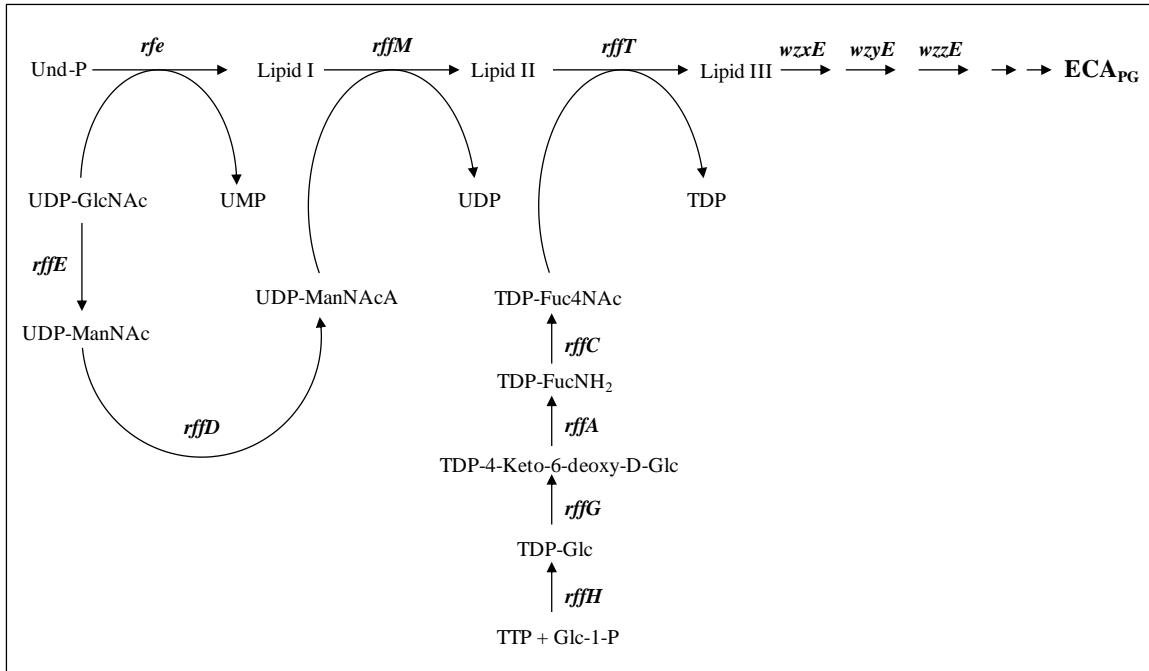 rfe rffM rffT wzxE wzyE wzzE
Und-P Lipid I Lipid II Lipid III ECA_PG
UDP-GlcNAc UMP UDP TDP
rffE
UDP-ManNAcA TDP-Fuc4NAc
UDP-ManNAc
rffC
TDP-FucNH₂
rffD rffA
TDP-4-Keto-6-deoxy-D-Glc
rffG
TDP-Glc
rffH
TTP + Glc-1-P